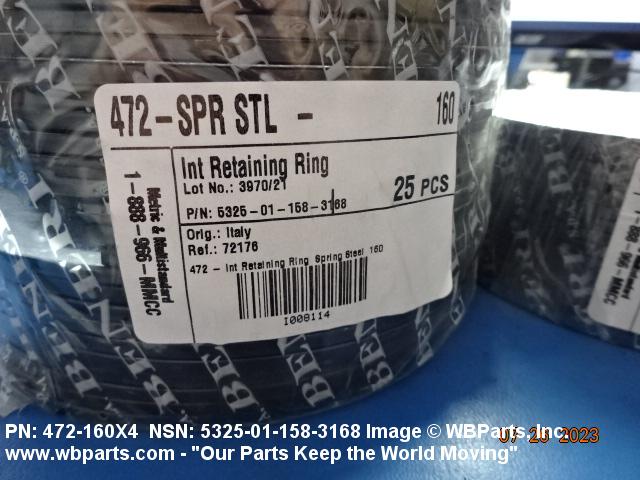 472-SPR STL - 160
Int Retaining Ring
Lot No.: 3970/21
25 PCS
P/N: 5325-01-158-3168
Orig.: Italy
Ref.: 72176
472 - Int Retaining Ring Spring Steel 160
I008114
Metric & Multistandard
1-888-966-MMCC
PN: 472-160X4 NSN: 5325-01-158-3168 Image © WBParts, Inc.
07 20 2023
www.wbparts.com - "Our Parts Keep the World Moving"